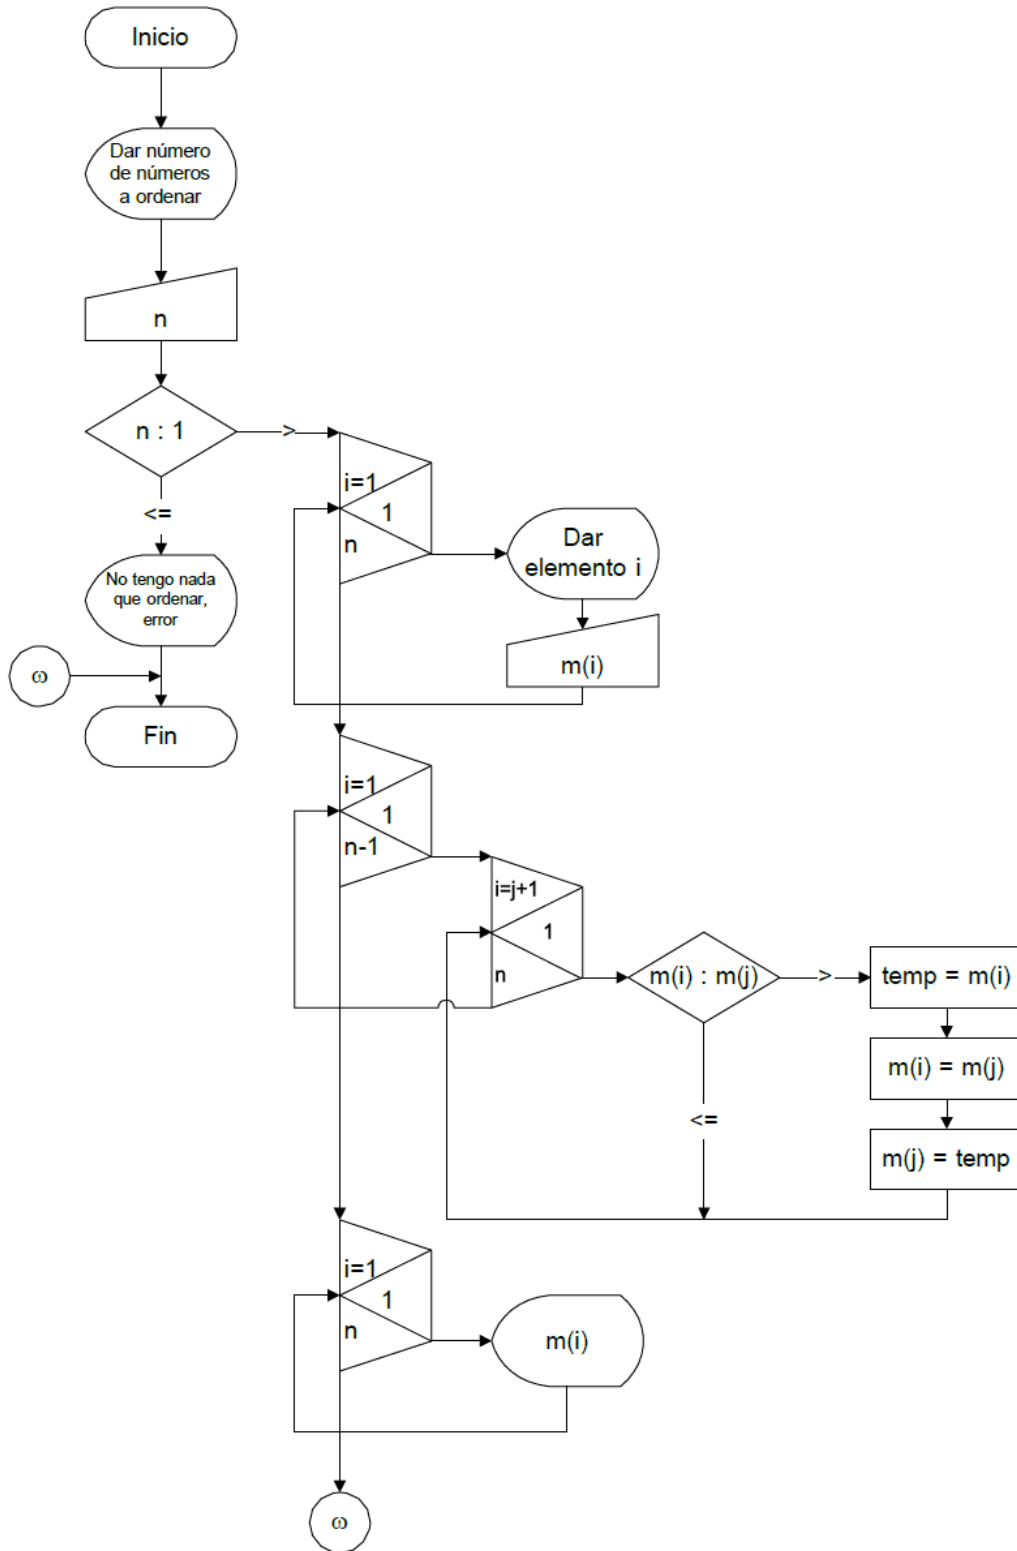 Inicio
Dar número
de números
a ordenar
n
n : 1
>
<=
No tengo nada
que ordenar,
error
ω
Fin
i=1
1
n
Dar
elemento i
m(i)
i=1
1
n-1
i=j+1
1
n
m(i) : m(j)
>
<=
temp = m(i)
m(i) = m(j)
m(j) = temp
i=1
1
n
m(i)
ω